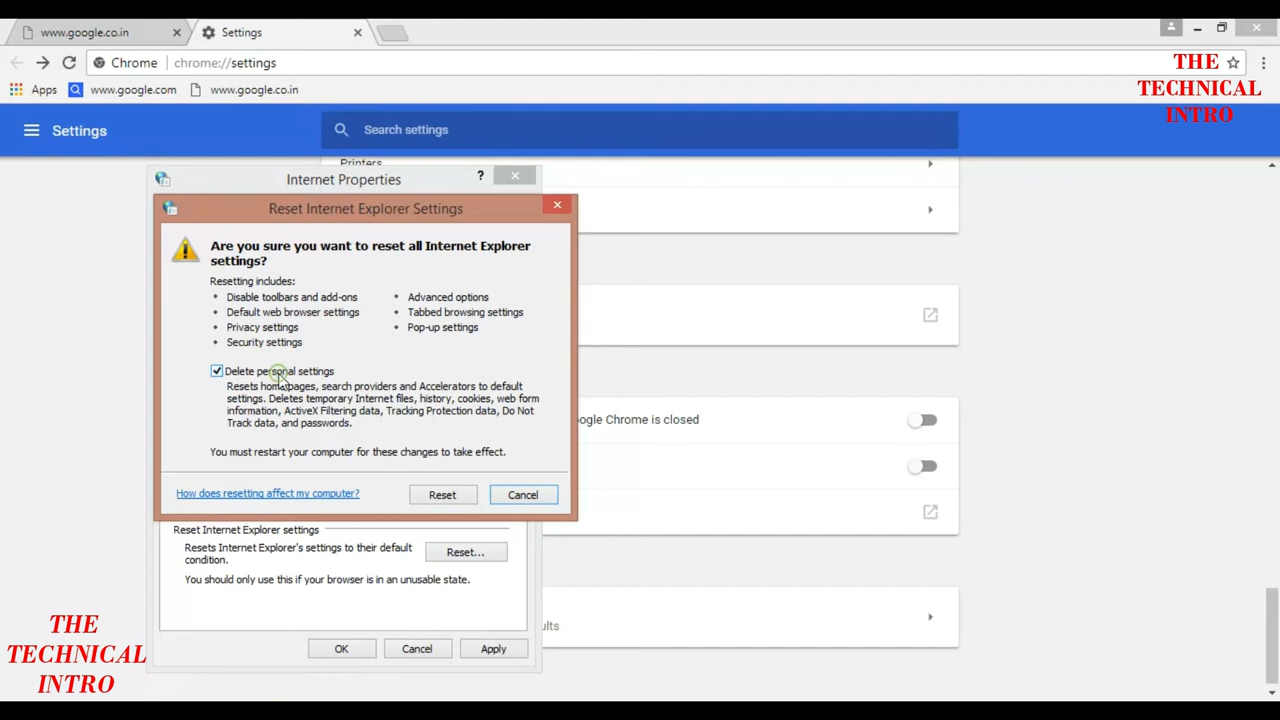 www.google.co.in
Settings
Chrome
chrome://settings
Apps
www.google.com
www.google.co.in
THE
TECHNICAL
INTRO
Settings
Search settings
Printers
Internet Properties
?
Reset Internet Explorer Settings
Are you sure you want to reset all Internet Explorer
settings?
Resetting includes:
• Disable toolbars and add-ons
• Default web browser settings
• Privacy settings
• Security settings
• Advanced options
• Tabbed browsing settings
• Pop-up settings
Delete personal settings
Resets homepages, search providers and Accelerators to default
settings. Deletes temporary Internet files, history, cookies, web form
information, ActiveX Filtering data, Tracking Protection data, Do Not
Track data, and passwords.
You must restart your computer for these changes to take effect.
How does resetting affect my computer?
Reset
Cancel
oogle Chrome is closed
Reset Internet Explorer settings
Resets Internet Explorer's settings to their default
condition.
Reset...
You should only use this if your browser is in an unusable state.
ults
OK
Cancel
Apply
THE
TECHNICAL
INTRO